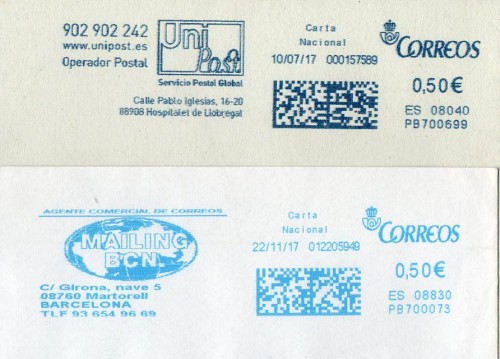 902 902 242
www.unipost.es
Operador Postal
Uni
Post
Servicio Postal Global
Calle Pablo Iglesias, 16-20
08908 Hospitalet de Llobregat
Carta
Nacional
10/07/17 000157589
CORREOS
0,50€
ES 08040
PB700699
AGENTE COMERCIAL DE CORREOS
MAILING
BCN
C/ Girona, nave 5
08760 Martorell
BARCELONA
TLF 93 654 96 69
Carta
Nacional
22/11/17 012205949
CORREOS
0,50€
ES 08830
PB700073